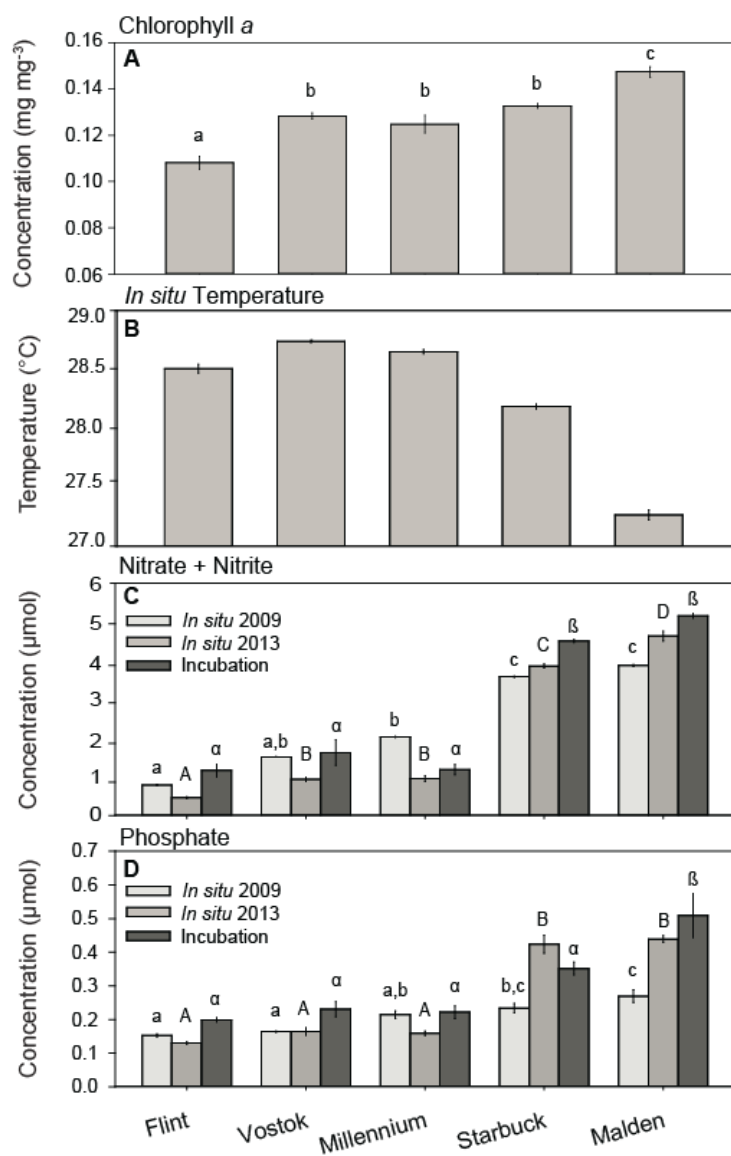 Chlorophyll a
A
Concentration (mg mg-3)
0.16
0.14
0.12
0.10
0.08
0.06
a
b
b
b
c
In situ Temperature
B
Temperature (°C)
29.0
28.5
28.0
27.5
27.0
Nitrate + Nitrite
C
Concentration (µmol)
6
5
4
3
2
1
0
In situ 2009
In situ 2013
Incubation
a A α
a,b B α
b B α
c C ß
c D ß
Phosphate
D
Concentration (µmol)
0.7
0.6
0.5
0.4
0.3
0.2
0.1
0.0
In situ 2009
In situ 2013
Incubation
a A α
a A α
a,b A α
b,c B α
c B ß
Flint
Vostok
Millennium
Starbuck
Malden